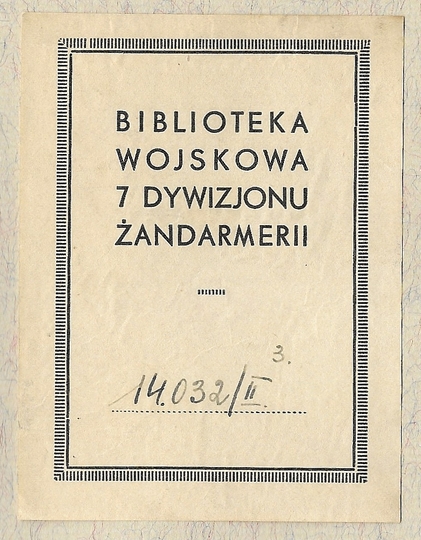 BIBLIOTEKA
WOJSKOWA
7 DYWIZJONU
ŻANDARMERII
3.
14.032/II